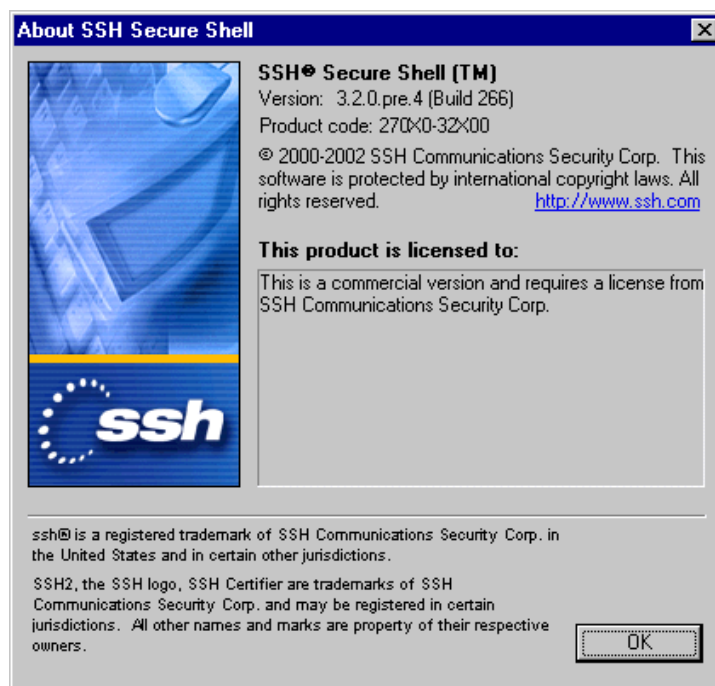 About SSH Secure Shell
SSH® Secure Shell (TM)
Version: 3.2.0.pre.4 (Build 266)
Product code: 270X0-32X00
© 2000-2002 SSH Communications Security Corp. This
software is protected by international copyright laws. All
rights reserved. http://www.ssh.com
This product is licensed to:
This is a commercial version and requires a license from
SSH Communications Security Corp.
ssh
ssh® is a registered trademark of SSH Communications Security Corp. in
the United States and in certain other jurisdictions.
SSH2, the SSH logo, SSH Certifier are trademarks of SSH
Communications Security Corp. and may be registered in certain
jurisdictions. All other names and marks are property of their respective
owners.
OK